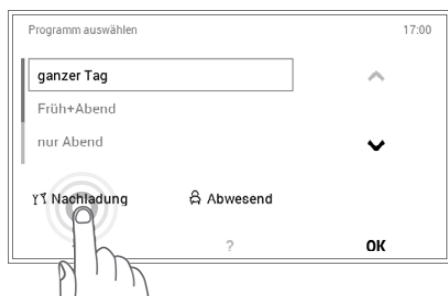 Programm auswählen 17:00
ganzer Tag
Früh+Abend
nur Abend
Nachladung Abwesend
? OK